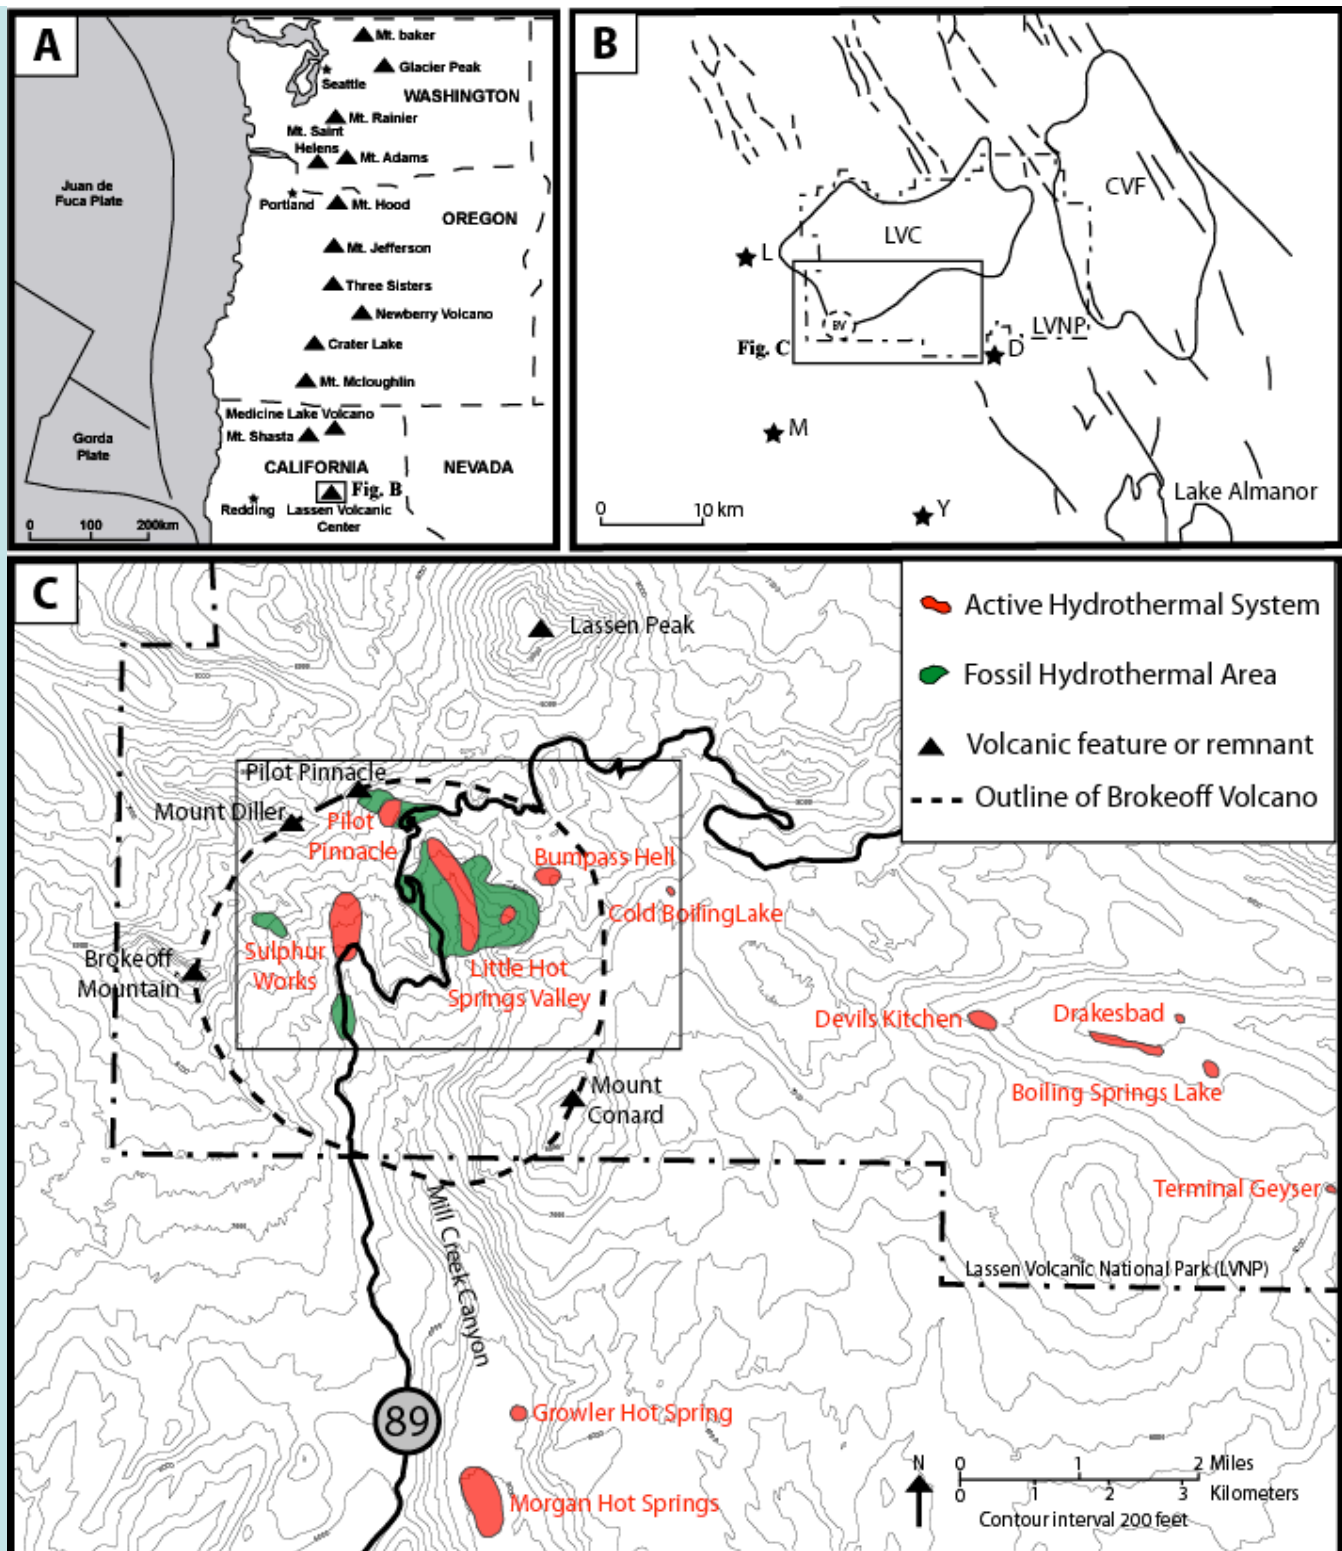 A
Mt. baker
Glacier Peak
Seattle
WASHINGTON
Mt. Rainier
Mt. Saint
Helens
Mt. Adams
Juan de
Fuca Plate
Portland
Mt. Hood
OREGON
Mt. Jefferson
Three Sisters
Newberry Volcano
Crater Lake
Mt. Mcloughlin
Medicine Lake Volcano
Mt. Shasta
Gorda
Plate
CALIFORNIA
NEVADA
Fig. B
Redding
Lassen Volcanic
Center
0 100 200km
B
CVF
LVC
L
BV
LVNP
Fig. C
D
M
Lake Almanor
0 10 km
Y
C
Active Hydrothermal System
Fossil Hydrothermal Area
Volcanic feature or remnant
Outline of Brokeoff Volcano
Lassen Peak
Pilot Pinnacle
Mount Diller
Pilot
Pinnacle
Bumpass Hell
Cold BoilingLake
Sulphur
Works
Brokeoff
Mountain
Little Hot
Springs Valley
Devils Kitchen
Drakesbad
Boiling Springs Lake
Mount
Conard
Terminal Geyser
Mill Creek Canyon
Lassen Volcanic National Park (LVNP)
89
Growler Hot Spring
Morgan Hot Springs
N
0 1 2 Miles
0 1 2 3 Kilometers
Contour interval 200 feet